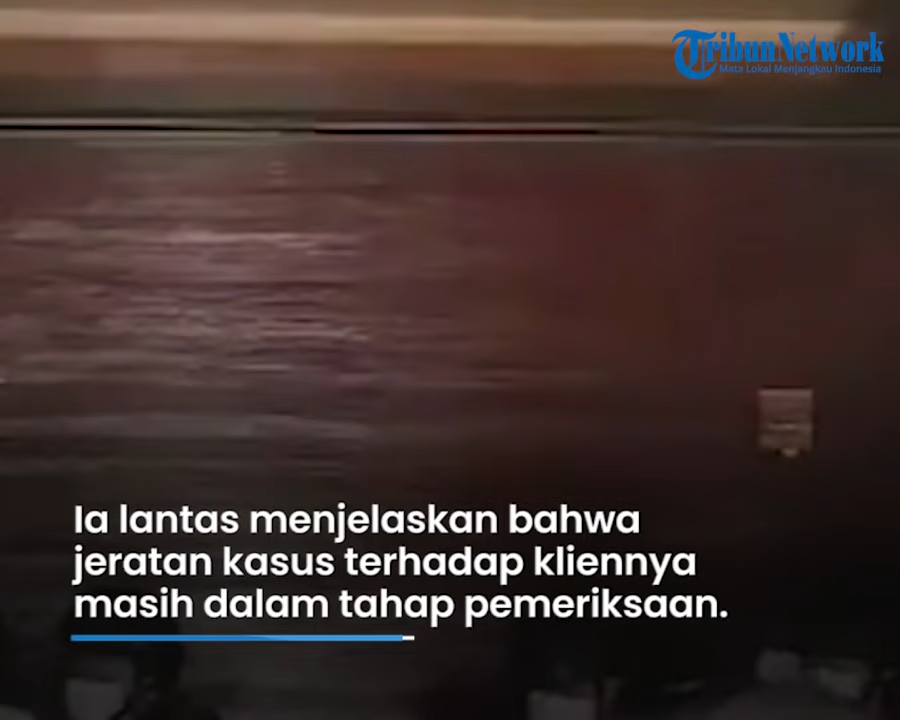 TribunNetwork
Mata Lokal Menjangkau Indonesia
Ia lantas menjelaskan bahwa
jeratan kasus terhadap kliennya
masih dalam tahap pemeriksaan.